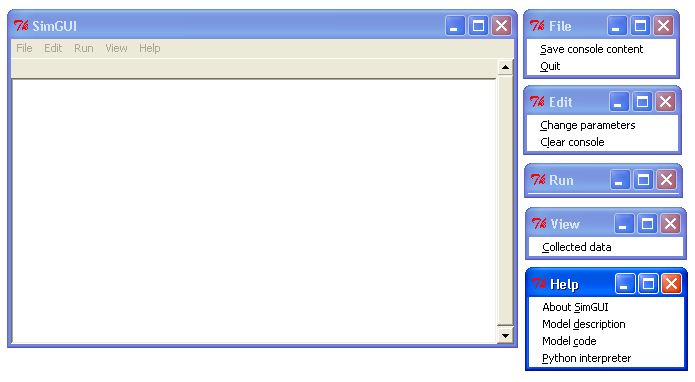 SimGUI
File Edit Run View Help
File
Save console content
Quit
Edit
Change parameters
Clear console
Run
View
Collected data
Help
About SimGUI
Model description
Model code
Python interpreter